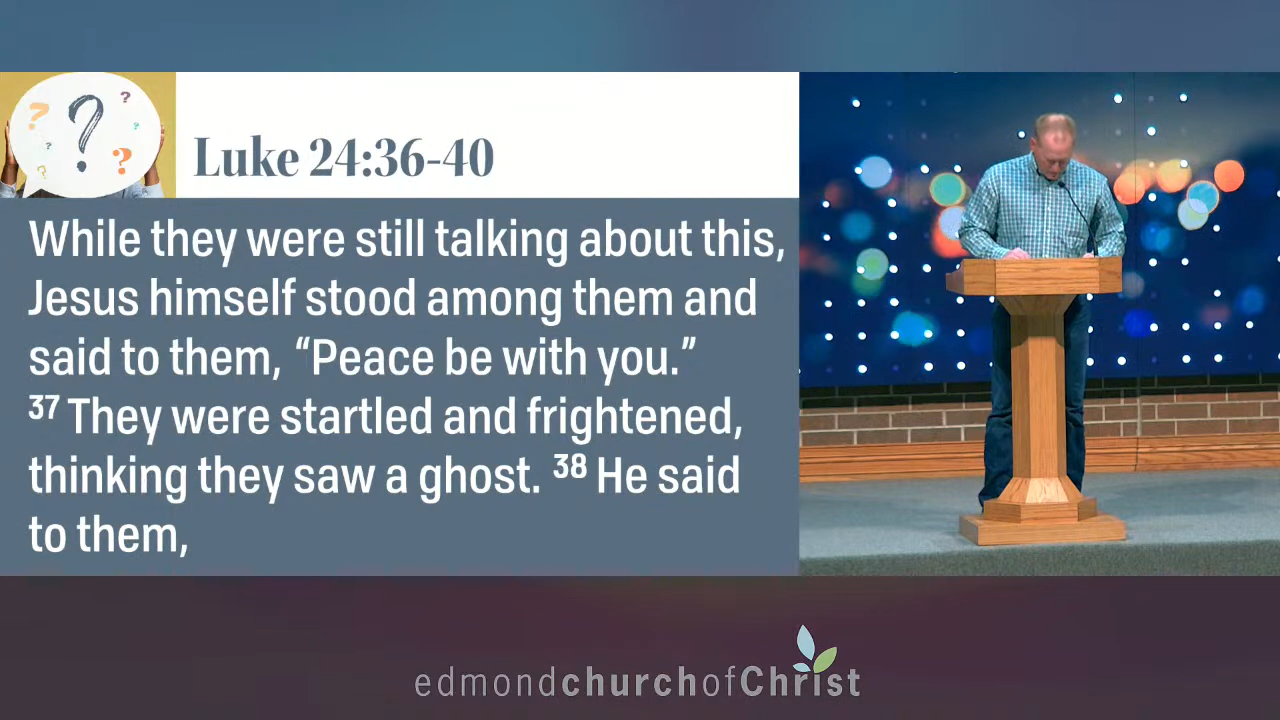 Luke 24:36-40
While they were still talking about this,
Jesus himself stood among them and
said to them, “Peace be with you.”
37 They were startled and frightened,
thinking they saw a ghost. 38 He said
to them,
edmondchurchofChrist